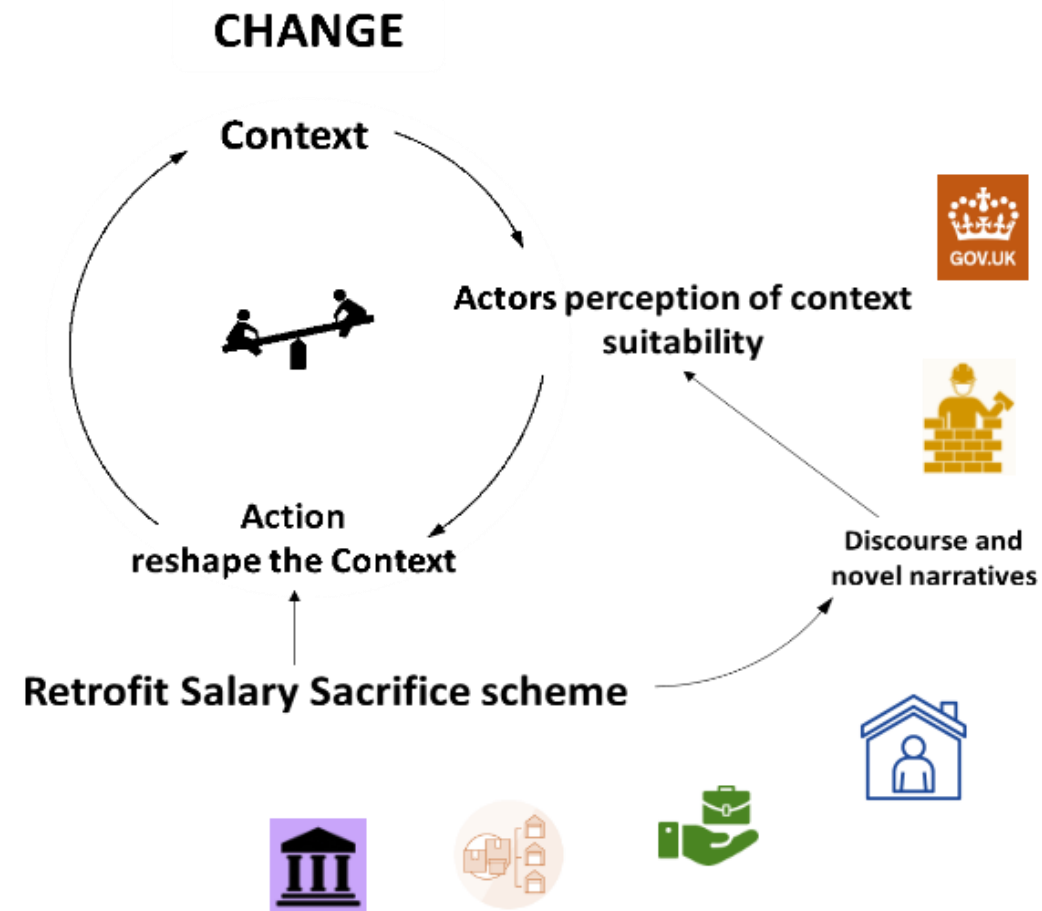 CHANGE
Context
GOV.UK
Actors perception of context
suitability
Action
reshape the Context
Discourse and
novel narratives
Retrofit Salary Sacrifice scheme